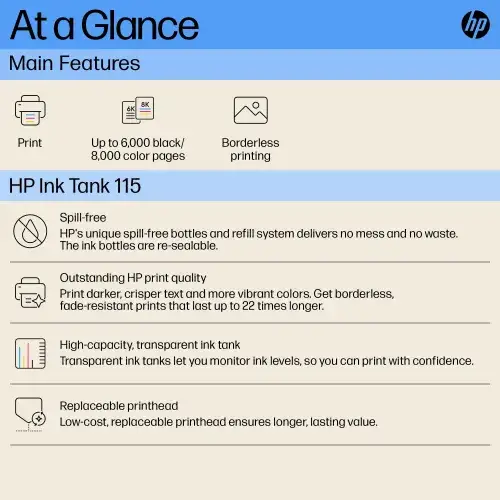 At a Glance
hp
Main Features
6K
8K
Print
Up to 6,000 black/
8,000 color pages
Borderless
printing
HP Ink Tank 115
Spill-free
HP's unique spill-free bottles and refill system delivers no mess and no waste.
The ink bottles are re-sealable.
Outstanding HP print quality
Print darker, crisper text and more vibrant colors. Get borderless,
fade-resistant prints that last up to 22 times longer.
High-capacity, transparent ink tank
Transparent ink tanks let you monitor ink levels, so you can print with confidence.
Replaceable printhead
Low-cost, replaceable printhead ensures longer, lasting value.